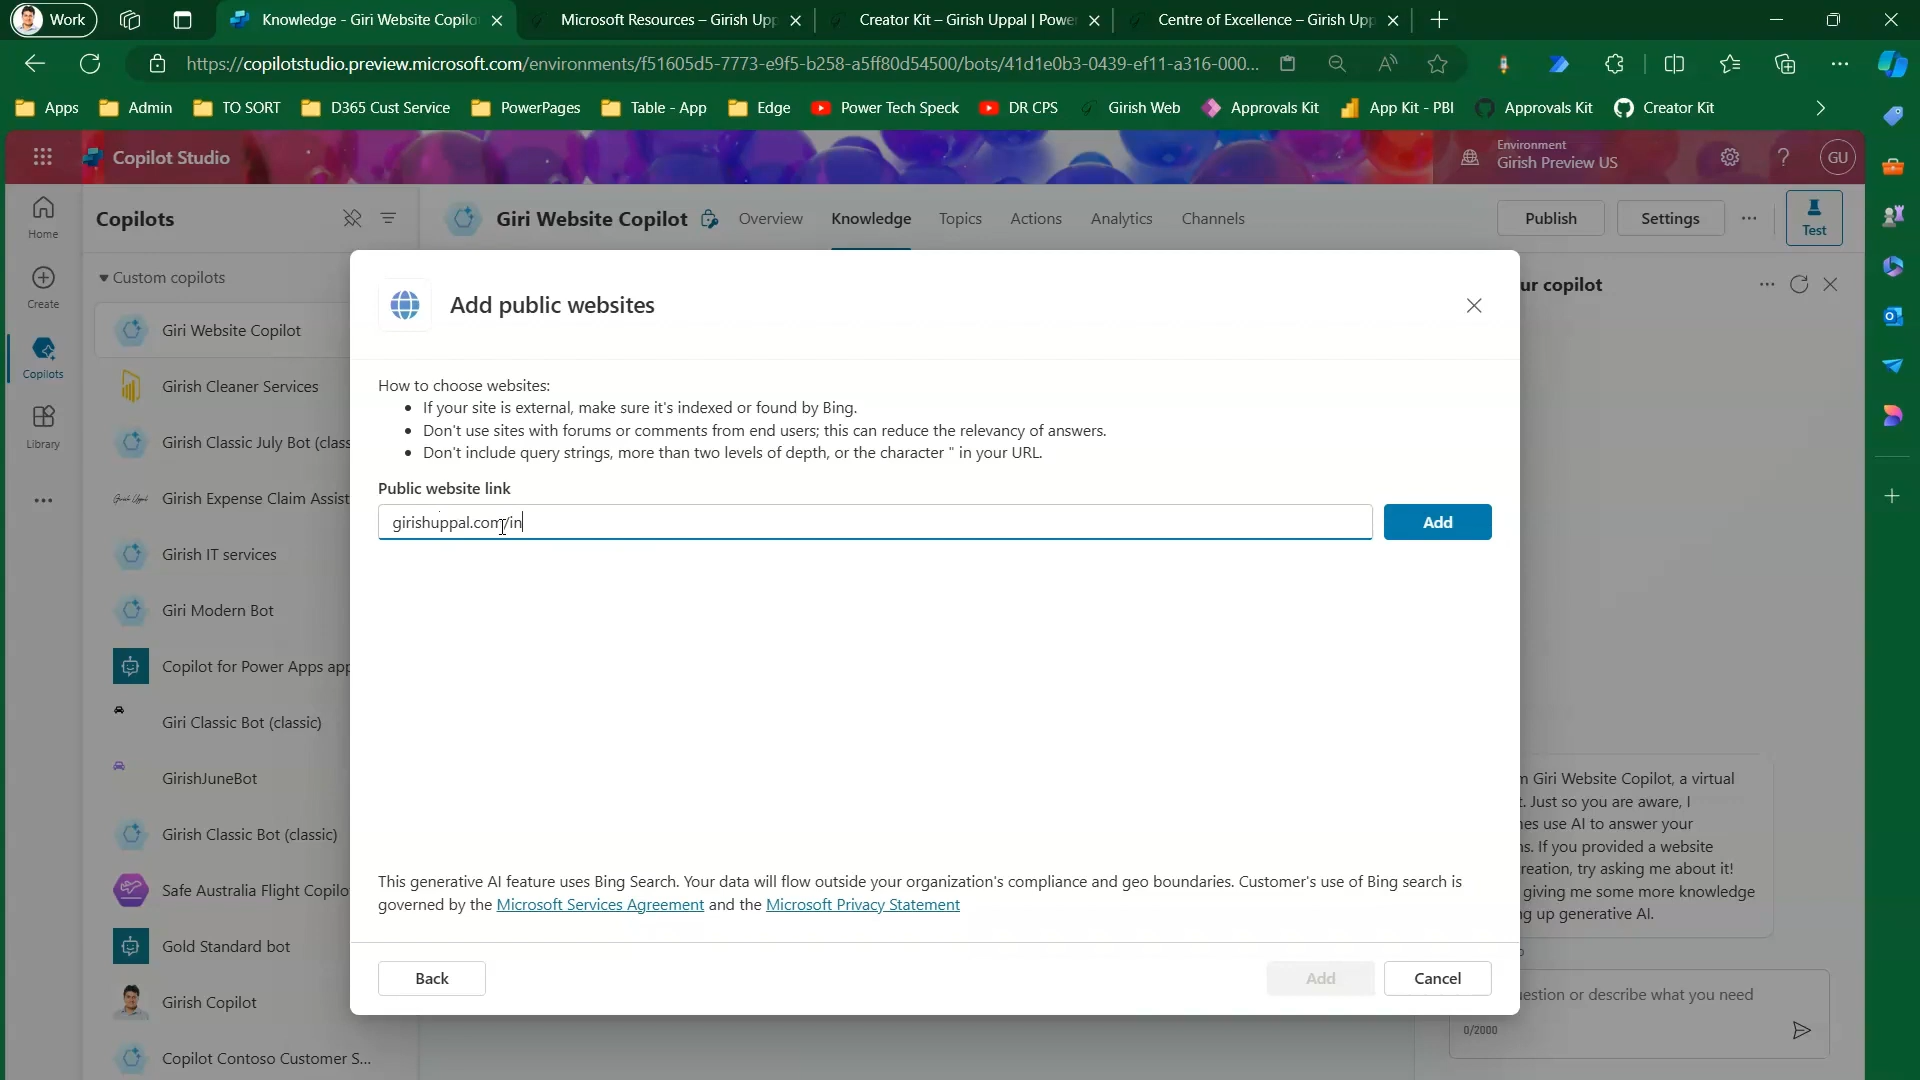 Work
Knowledge - Giri Website Copilo
Microsoft Resources – Girish Upp
Creator Kit – Girish Uppal | Powe
Centre of Excellence – Girish Upp
https://copilotstudio.preview.microsoft.com/environments/f51605d5-7773-e9f5-b258-a5ff80d54500/bots/41d1e0b3-0439-ef11-a316-000...
Apps
Admin
TO SORT
D365 Cust Service
PowerPages
Table - App
Edge
Power Tech Speck
DR CPS
Girish Web
Approvals Kit
App Kit - PBI
Approvals Kit
Creator Kit
Copilot Studio
Environment
Girish Preview US
GU
Home
Create
Copilots
Library
Copilots
Custom copilots
Giri Website Copilot
Girish Cleaner Services
Girish Classic July Bot (class
Girish Expense Claim Assist
Girish IT services
Giri Modern Bot
Copilot for Power Apps app
Giri Classic Bot (classic)
GirishJuneBot
Girish Classic Bot (classic)
Safe Australia Flight Copilo
Gold Standard bot
Girish Copilot
Copilot Contoso Customer S...
Giri Website Copilot
Overview
Knowledge
Topics
Actions
Analytics
Channels
Publish
Settings
Test
Add public websites
How to choose websites:
• If your site is external, make sure it's indexed or found by Bing.
• Don't use sites with forums or comments from end users; this can reduce the relevancy of answers.
• Don't include query strings, more than two levels of depth, or the character " in your URL.
Public website link
girishuppal.com/in
Add
This generative AI feature uses Bing Search. Your data will flow outside your organization's compliance and geo boundaries. Customer's use of Bing search is
governed by the Microsoft Services Agreement and the Microsoft Privacy Statement
Back
Add
Cancel
ur copilot
m Giri Website Copilot, a virtual
t. Just so you are aware, I
nes use AI to answer your
ns. If you provided a website
reation, try asking me about it!
giving me some more knowledge
ng up generative AI.
estion or describe what you need
0/2000